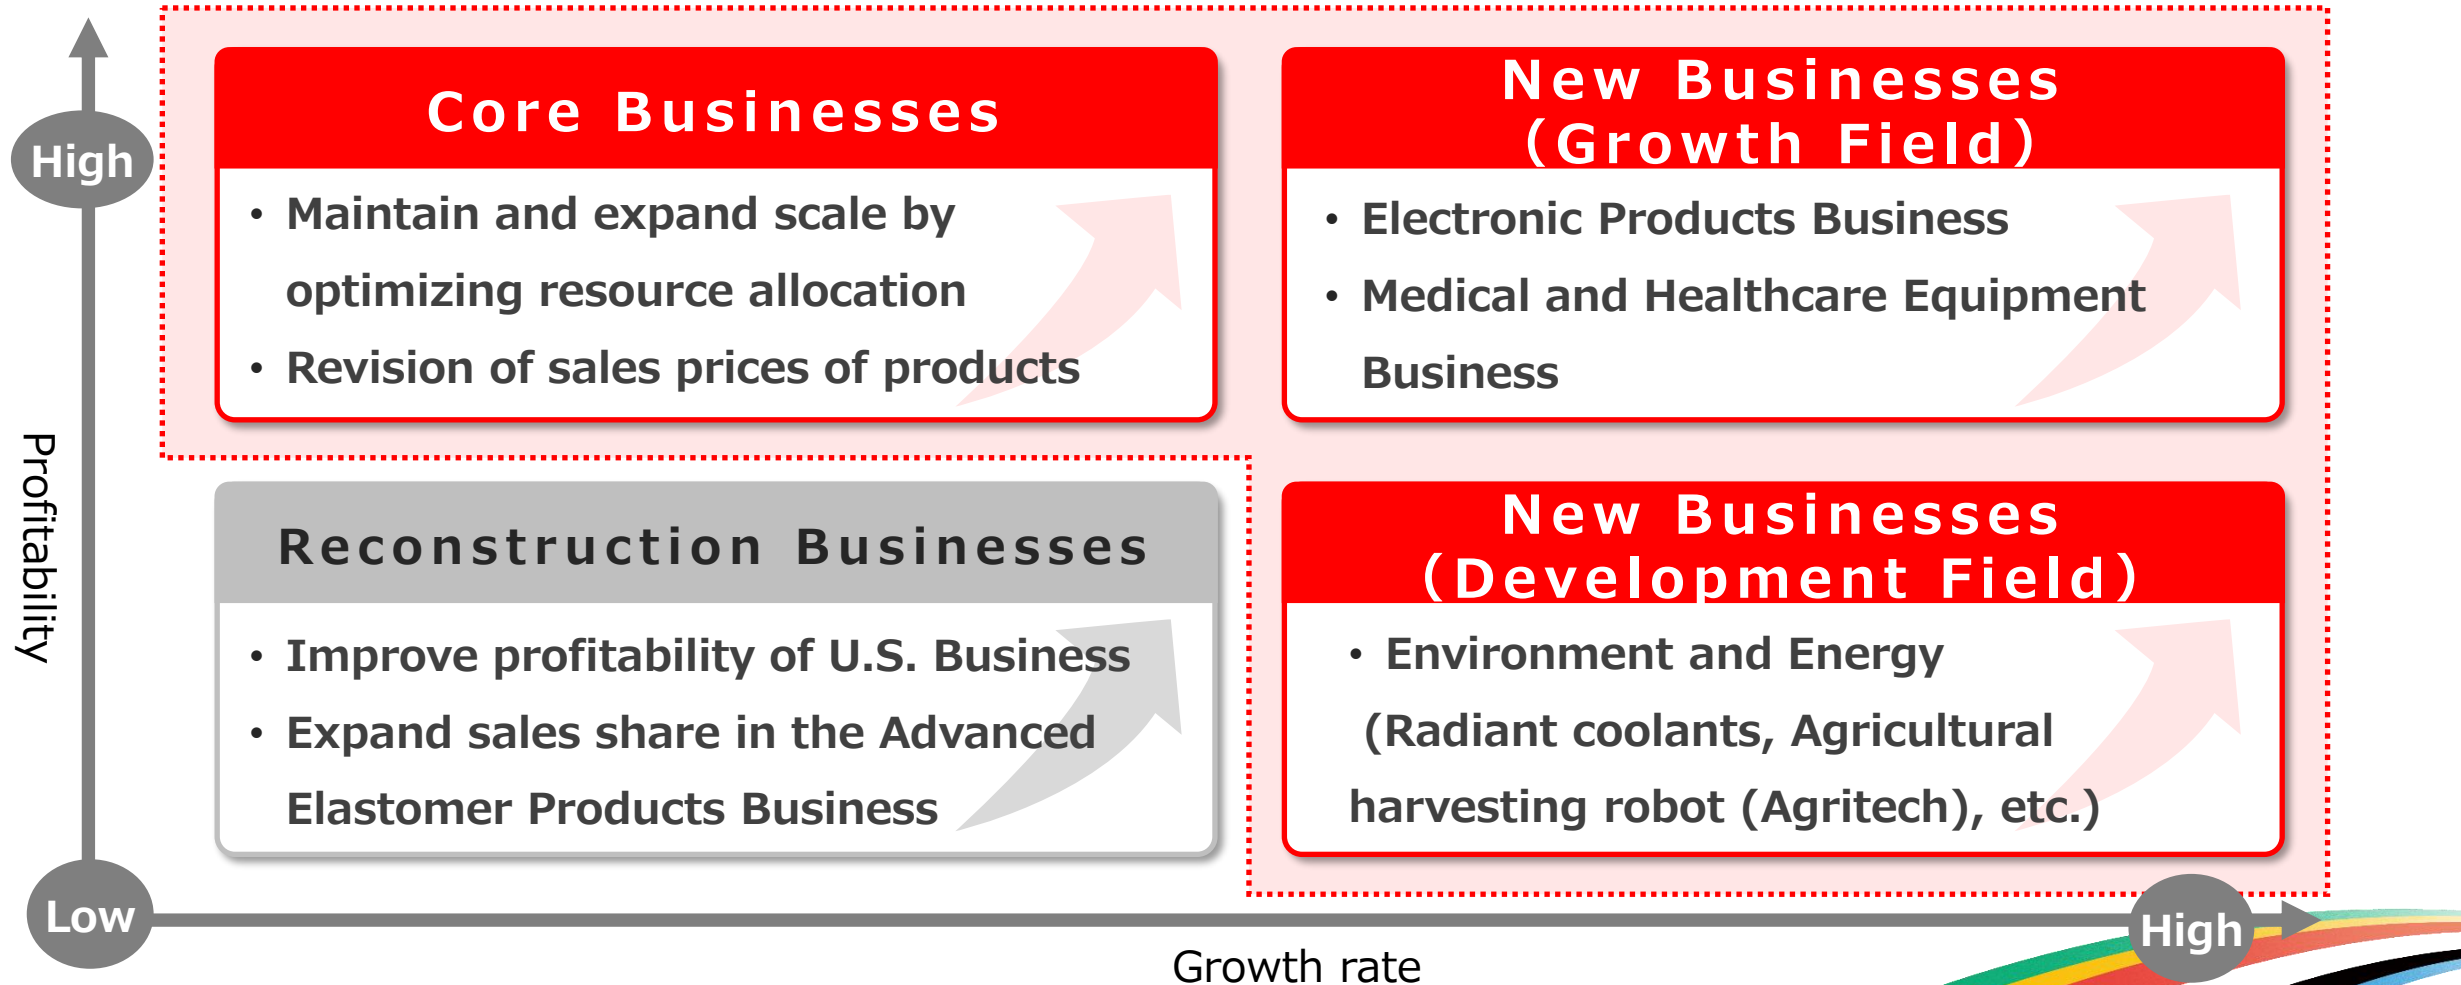 Core Businesses
• Maintain and expand scale by
optimizing resource allocation
• Revision of sales prices of products
New Businesses
(Growth Field)
• Electronic Products Business
• Medical and Healthcare Equipment
Business
High
Profitability
Reconstruction Businesses
• Improve profitability of U.S. Business
• Expand sales share in the Advanced
Elastomer Products Business
New Businesses
(Development Field)
• Environment and Energy
(Radiant coolants, Agricultural
harvesting robot (Agritech), etc.)
Low
High
Growth rate